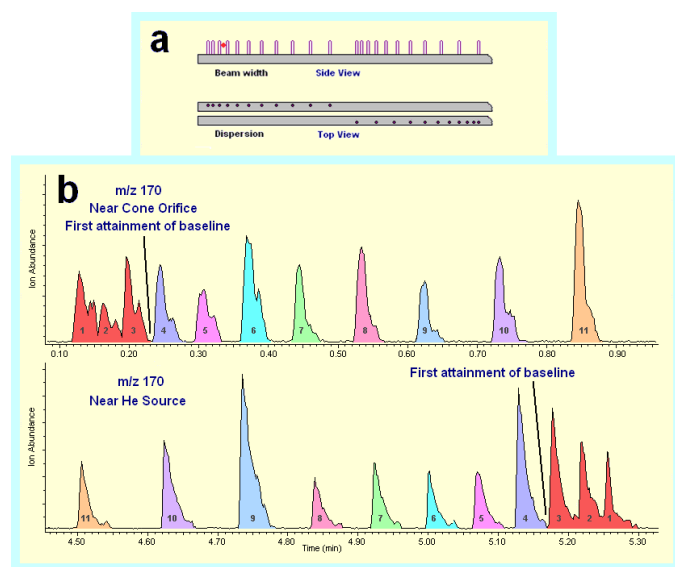 a
Beam width Side View
Dispersion Top View
b
m/z 170
Near Cone Orifice
First attainment of baseline
Ion Abundance
1 2 3 4 5 6 7 8 9 10 11
0.10 0.20 0.30 0.40 0.50 0.60 0.70 0.80 0.90
m/z 170
Near He Source
First attainment of baseline
Ion Abundance
11 10 9 8 7 6 5 4 3 2 1
4.50 4.60 4.70 4.80 4.90 5.00 5.10 5.20 5.30
Time (min)